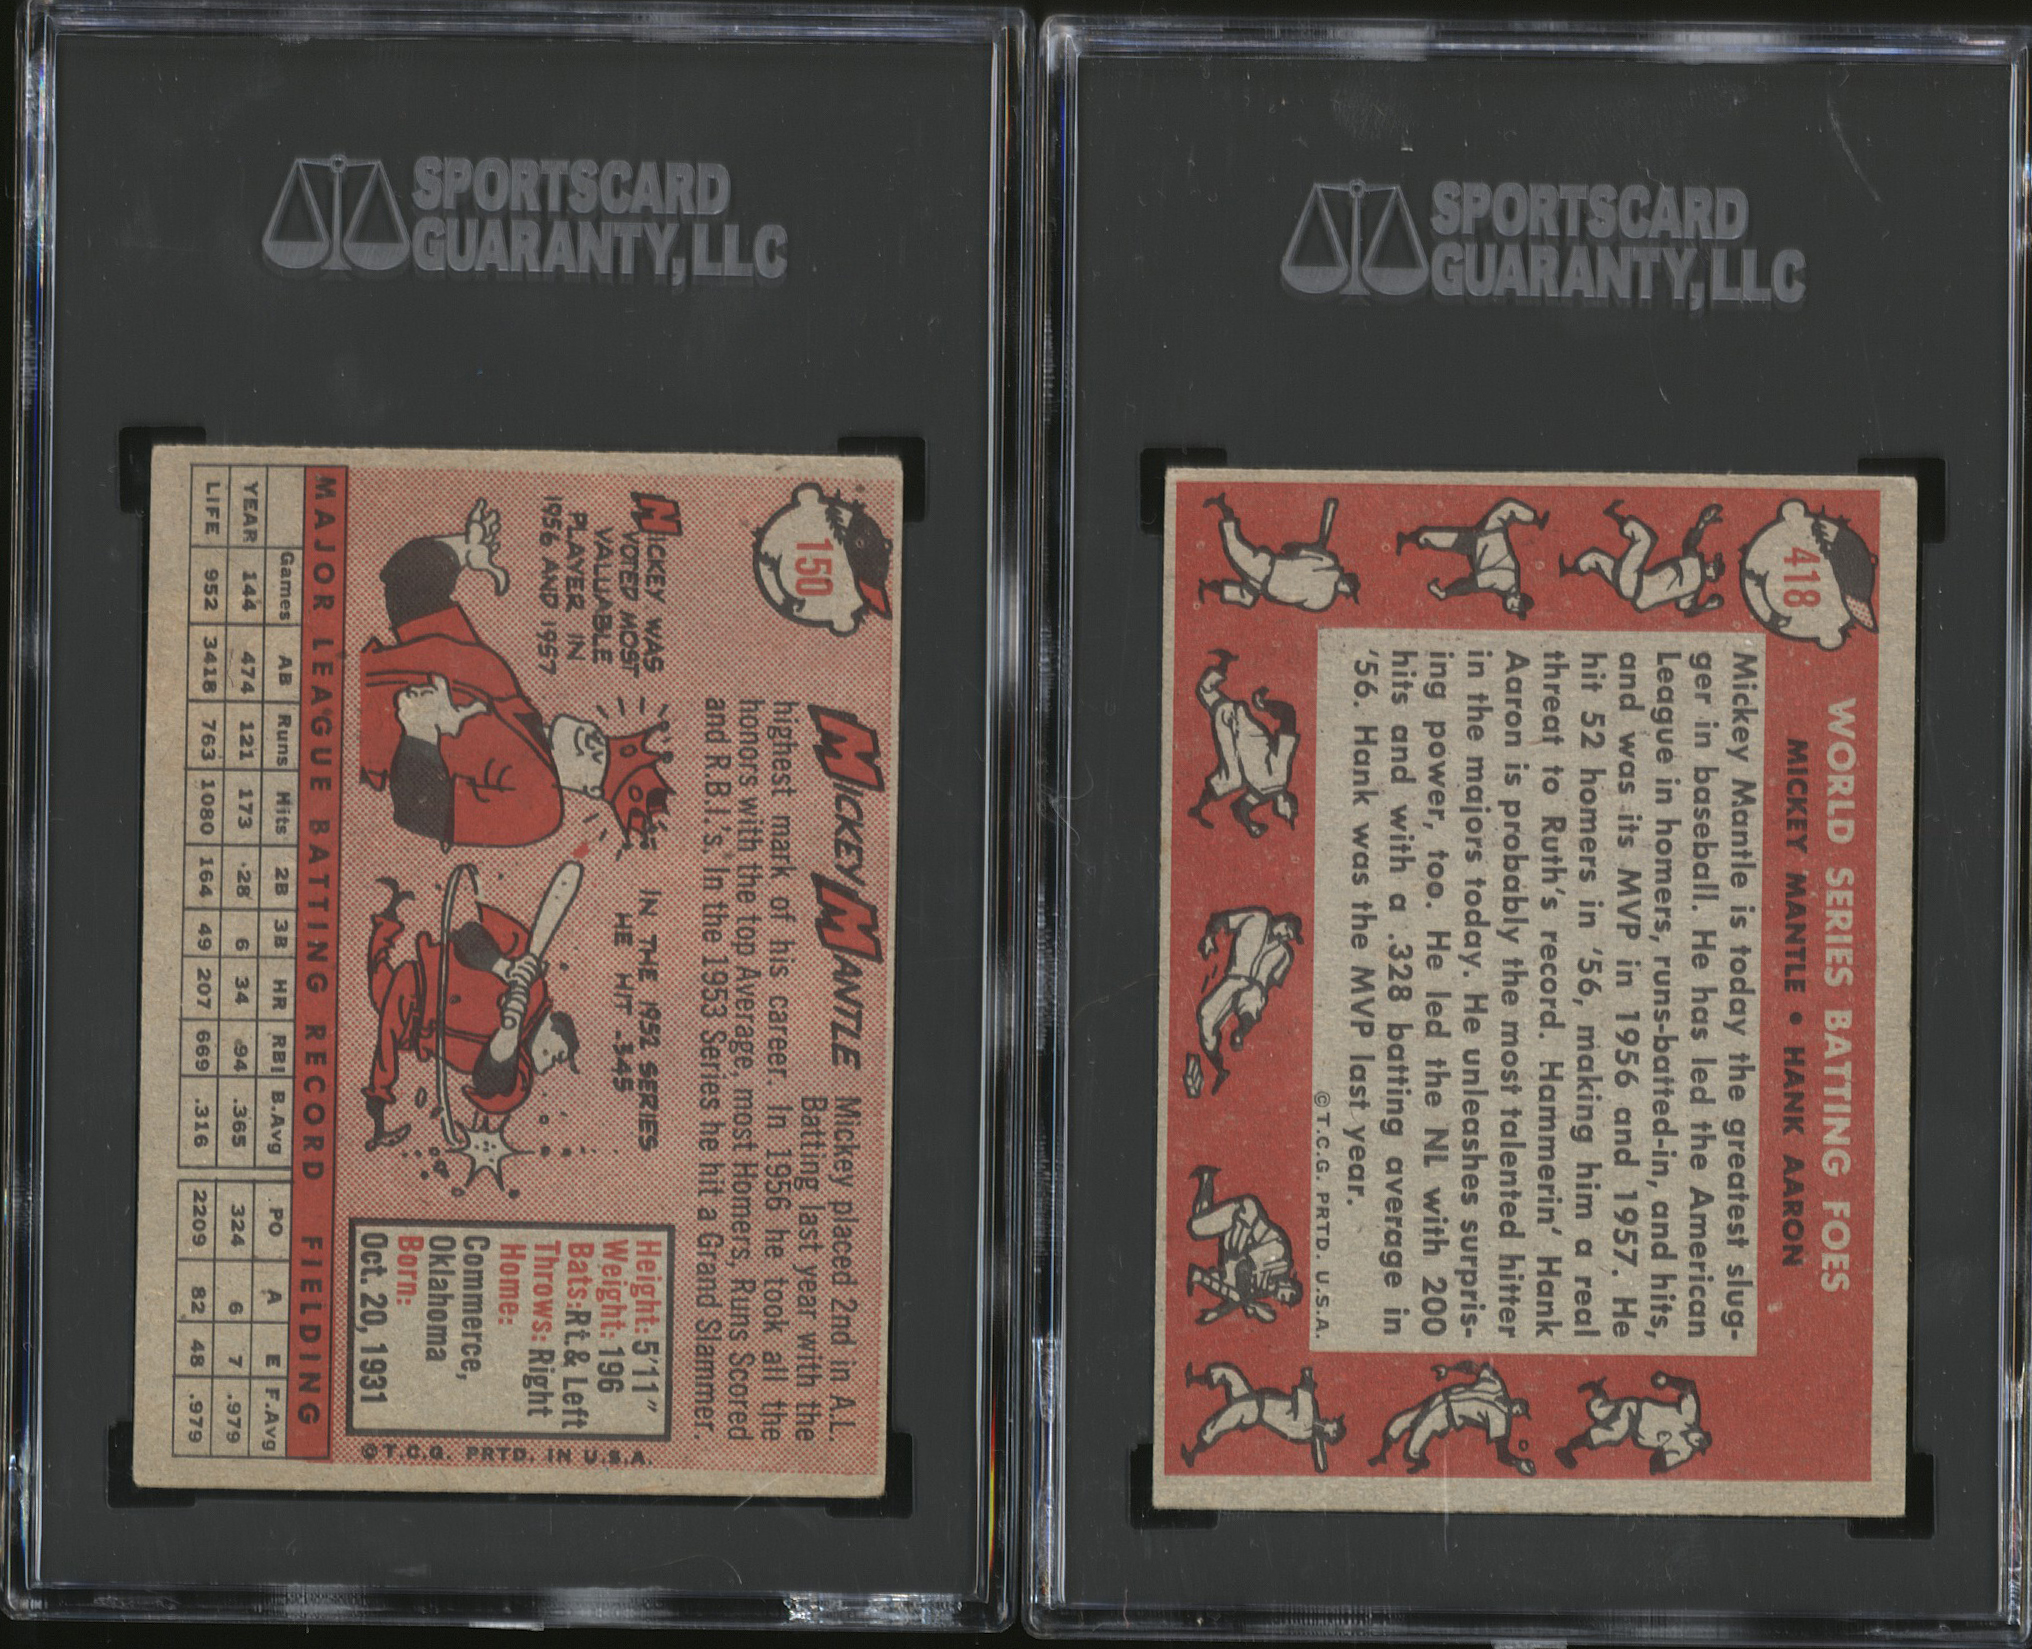 SPORTSCARD
GUARANTY, LLC
150
MICKEY MANTLE
Mickey placed 2nd in A.L.
Batting last year with the
highest mark of his career. In 1956 he took all the
honors with the top Average, most Homers, Runs Scored
and R.B.I.'s. In the 1953 Series he hit a Grand Slammer.
MICKEY WAS
VOTED MOST
VALUABLE
PLAYER IN
1956 AND 1957
IN THE 1952 SERIES
HE HIT .345
Height: 5'11"
Weight: 196
Bats: Rt. & Left
Throws: Right
Home:
Commerce,
Oklahoma
Born:
Oct. 20, 1931
©T.C.G. PRTD. IN U.S.A.
MAJOR LEAGUE BATTING RECORD FIELDING
Games AB Runs Hits 2B 3B HR RBI B.Avg PO A E F.Avg
YEAR 144 474 121 173 28 6 34 94 .365 324 6 7 .979
LIFE 952 3418 763 1080 164 49 207 669 .316 2209 82 48 .979
SPORTSCARD
GUARANTY, LLC
418
WORLD SERIES BATTING FOES
MICKEY MANTLE • HANK AARON
Mickey Mantle is today the greatest slug-
ger in baseball. He has led the American
League in homers, runs-batted-in, and hits,
and was its MVP in 1956 and 1957. He
hit 52 homers in '56, making him a real
threat to Ruth's record. Hammerin' Hank
Aaron is probably the most talented hitter
in the majors today. He unleashes surpris-
ing power, too. He led the NL with 200
hits and with a .328 batting average in
'56. Hank was the MVP last year.
©T.C.G. PRTD. U.S.A.